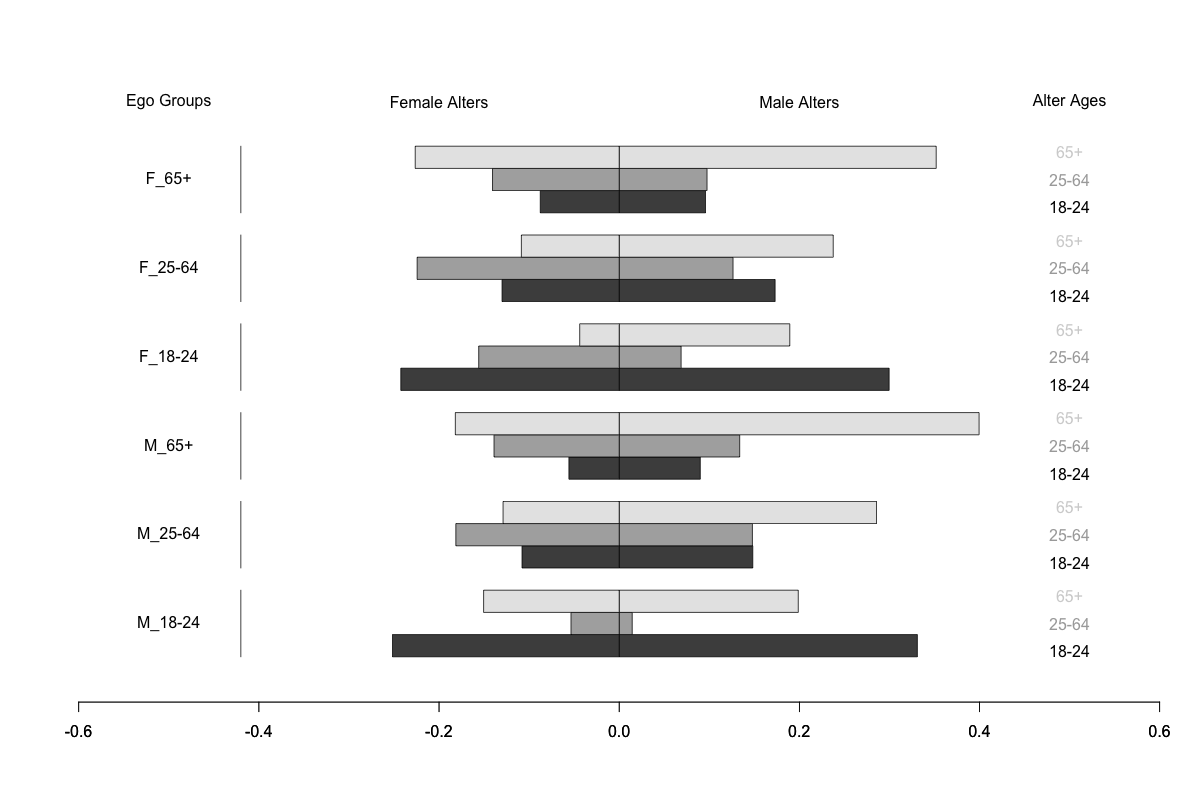 Ego Groups Female Alters Male Alters Alter Ages
65+
F_65+ 25-64
18-24
65+
F_25-64 25-64
18-24
65+
F_18-24 25-64
18-24
65+
M_65+ 25-64
18-24
65+
M_25-64 25-64
18-24
65+
M_18-24 25-64
18-24
-0.6 -0.4 -0.2 0.0 0.2 0.4 0.6